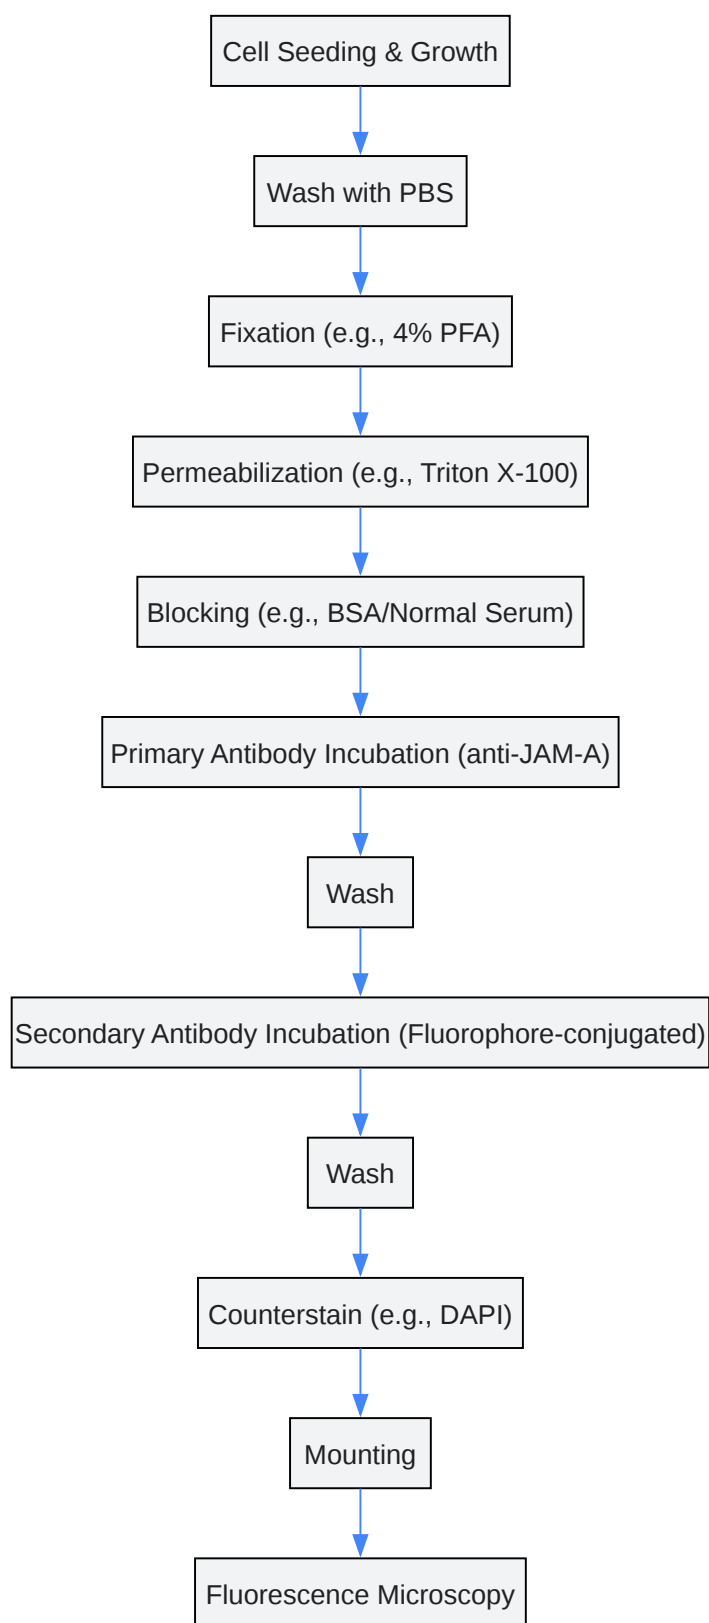 Cell Seeding & Growth
Wash with PBS
Fixation (e.g., 4% PFA)
Permeabilization (e.g., Triton X-100)
Blocking (e.g., BSA/Normal Serum)
Primary Antibody Incubation (anti-JAM-A)
Wash
Secondary Antibody Incubation (Fluorophore-conjugated)
Wash
Counterstain (e.g., DAPI)
Mounting
Fluorescence Microscopy